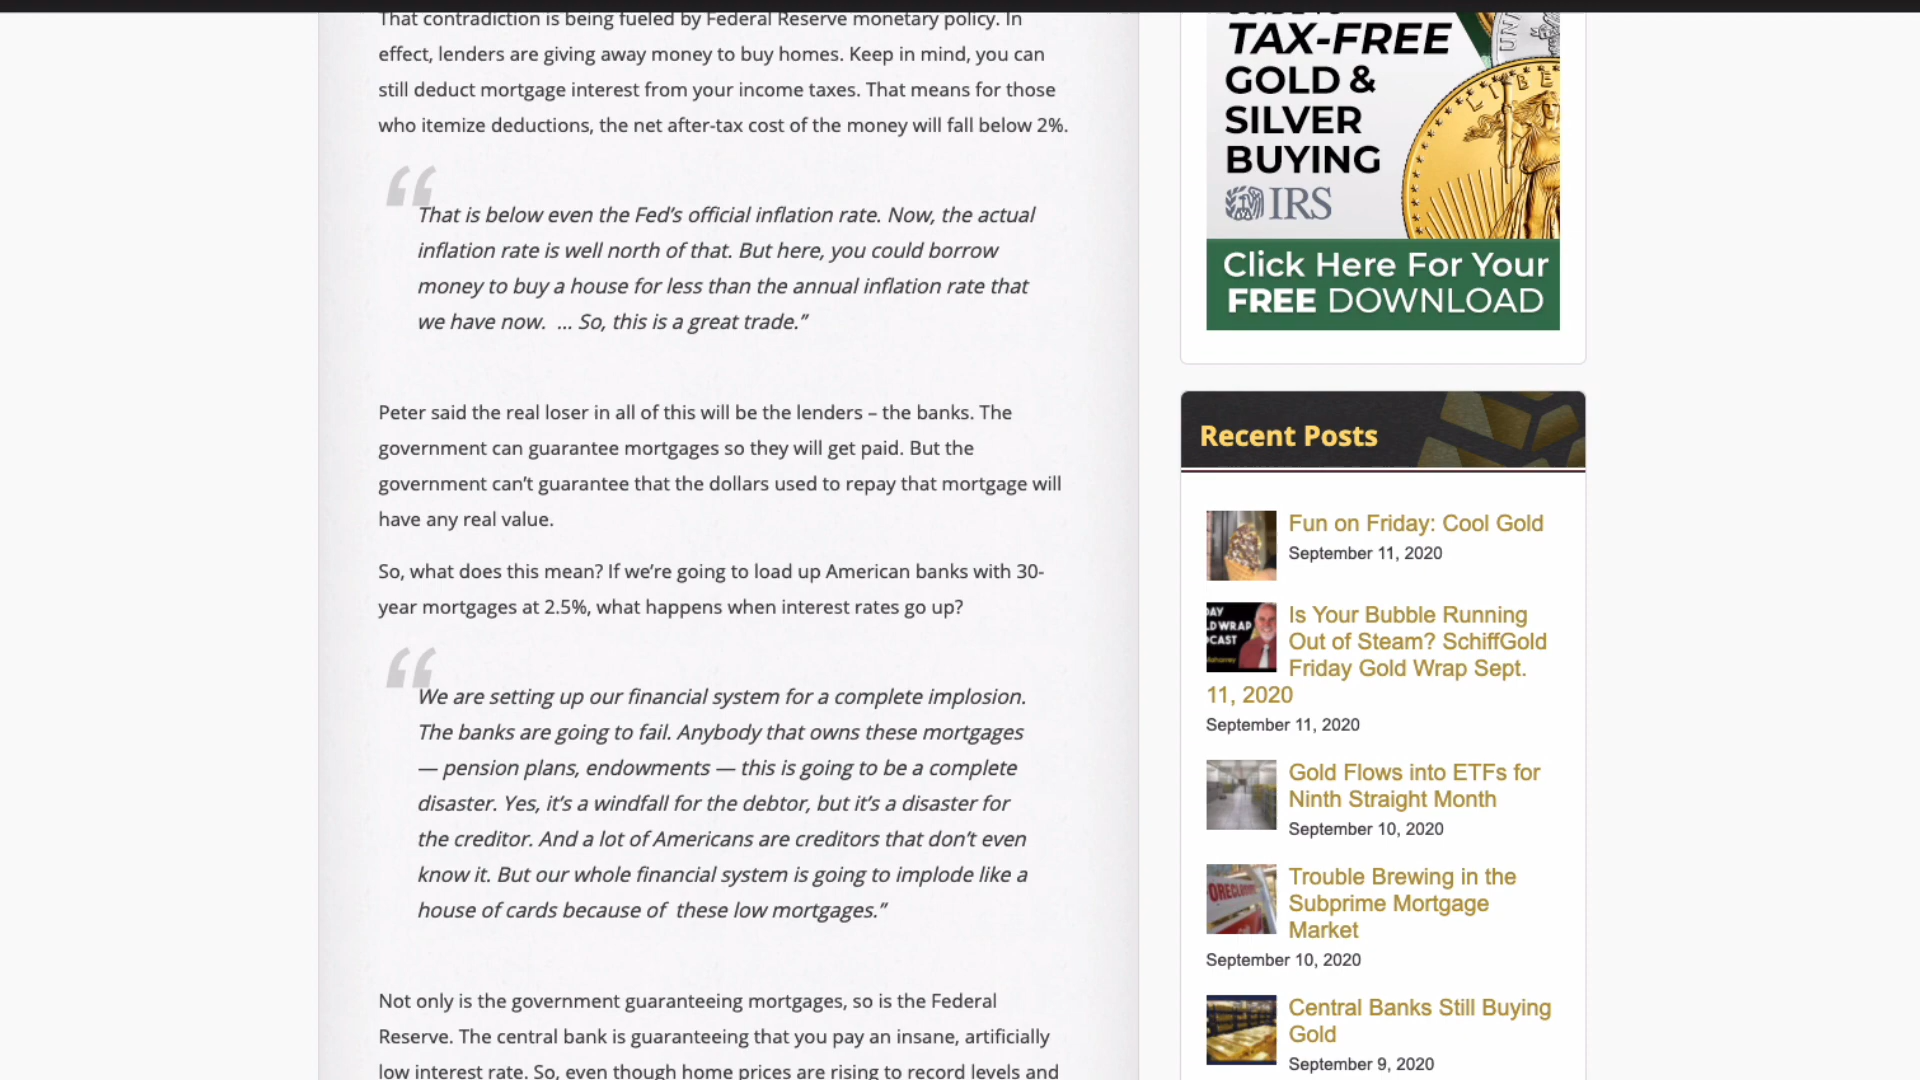 That contradiction is being fueled by Federal Reserve monetary policy. In
effect, lenders are giving away money to buy homes. Keep in mind, you can
still deduct mortgage interest from your income taxes. That means for those
who itemize deductions, the net after-tax cost of the money will fall below 2%.
“
That is below even the Fed’s official inflation rate. Now, the actual
inflation rate is well north of that. But here, you could borrow
money to buy a house for less than the annual inflation rate that
we have now.  … So, this is a great trade.”
Peter said the real loser in all of this will be the lenders – the banks. The
government can guarantee mortgages so they will get paid. But the
government can’t guarantee that the dollars used to repay that mortgage will
have any real value.
So, what does this mean? If we’re going to load up American banks with 30-
year mortgages at 2.5%, what happens when interest rates go up?
“
We are setting up our financial system for a complete implosion.
The banks are going to fail. Anybody that owns these mortgages
— pension plans, endowments — this is going to be a complete
disaster. Yes, it’s a windfall for the debtor, but it’s a disaster for
the creditor. And a lot of Americans are creditors that don’t even
know it. But our whole financial system is going to implode like a
house of cards because of  these low mortgages.”
Not only is the government guaranteeing mortgages, so is the Federal
Reserve. The central bank is guaranteeing that you pay an insane, artificially
low interest rate. So, even though home prices are rising to record levels and
TAX-FREE
GOLD &
SILVER
BUYING
IRS
LIBE
Click Here For Your
FREE DOWNLOAD
Recent Posts
Fun on Friday: Cool Gold
September 11, 2020
Is Your Bubble Running
Out of Steam? SchiffGold
Friday Gold Wrap Sept.
11, 2020
September 11, 2020
Gold Flows into ETFs for
Ninth Straight Month
September 10, 2020
Trouble Brewing in the
Subprime Mortgage
Market
September 10, 2020
Central Banks Still Buying
Gold
September 9, 2020